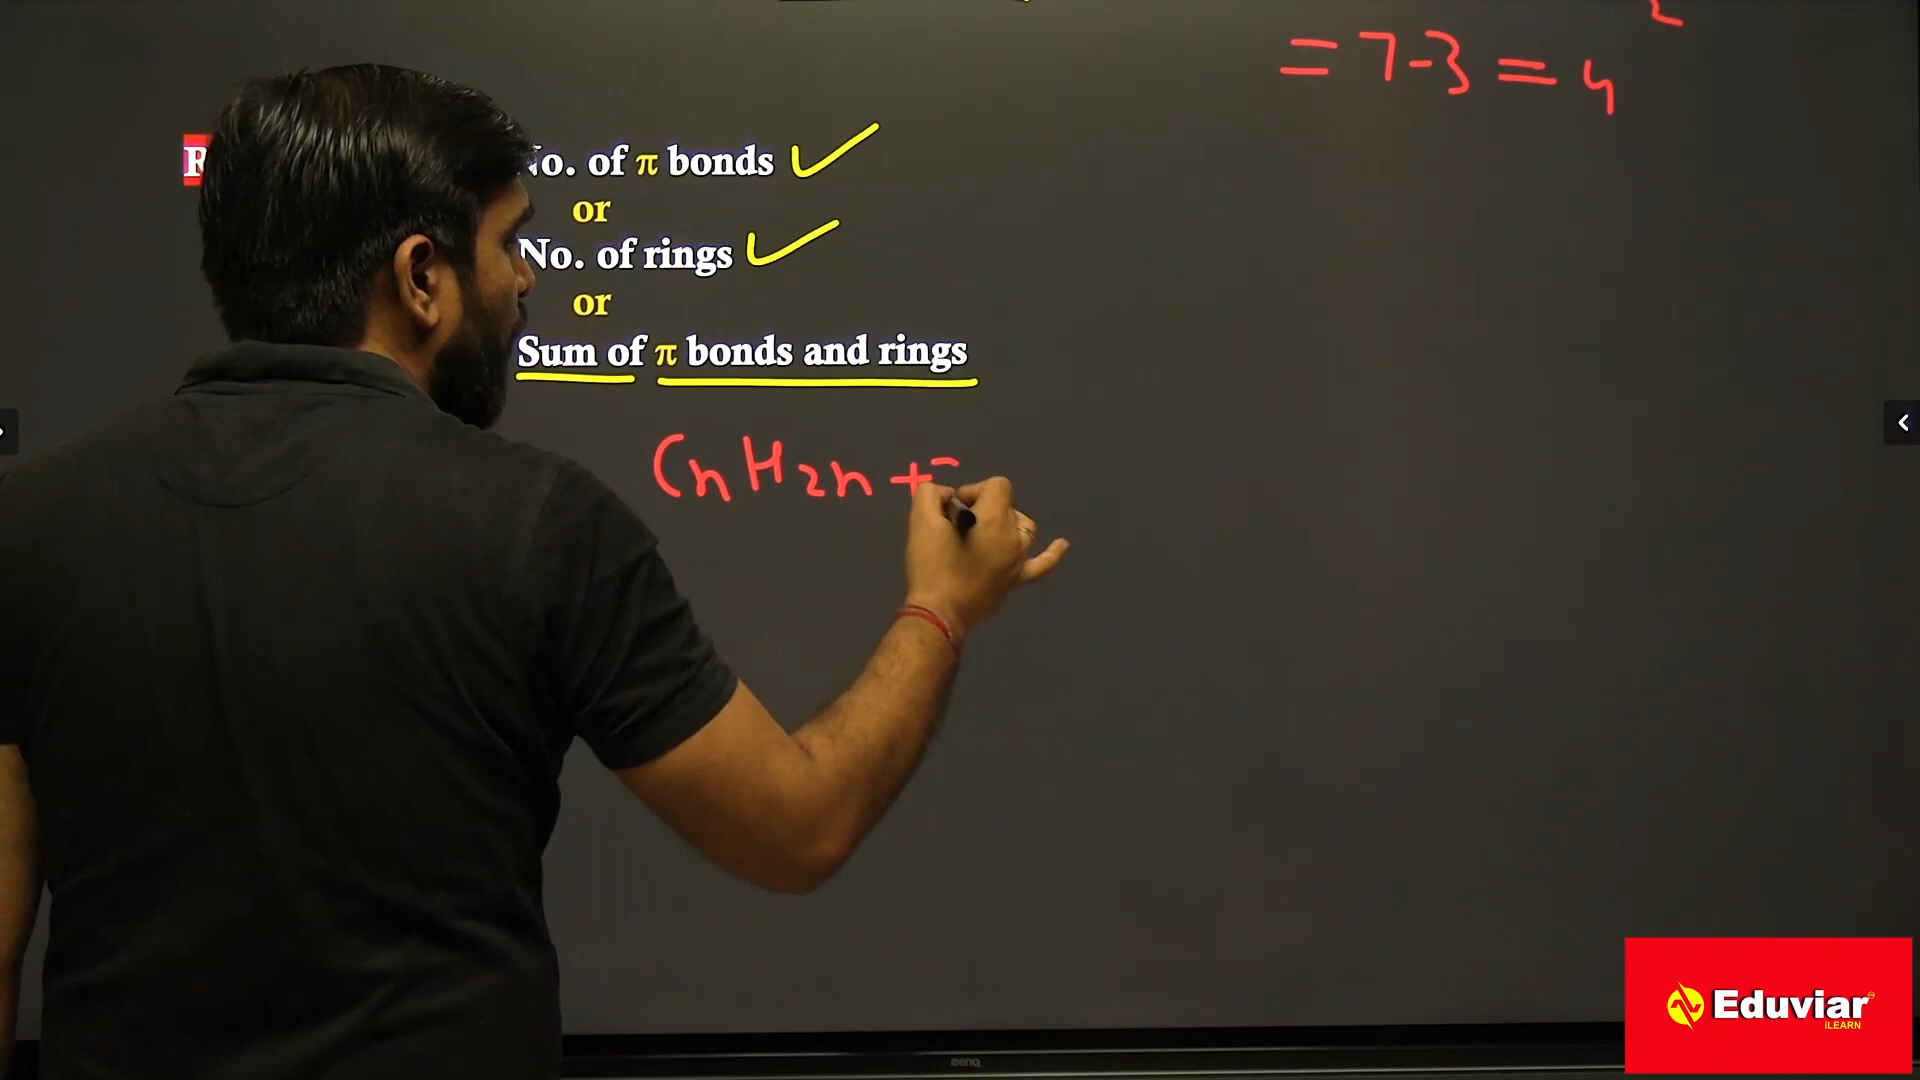 = 7-3 = 4
No. of π bonds
or
No. of rings
or
Sum of π bonds and rings
CnH2n+
BenQ
Eduviar
iLEARN